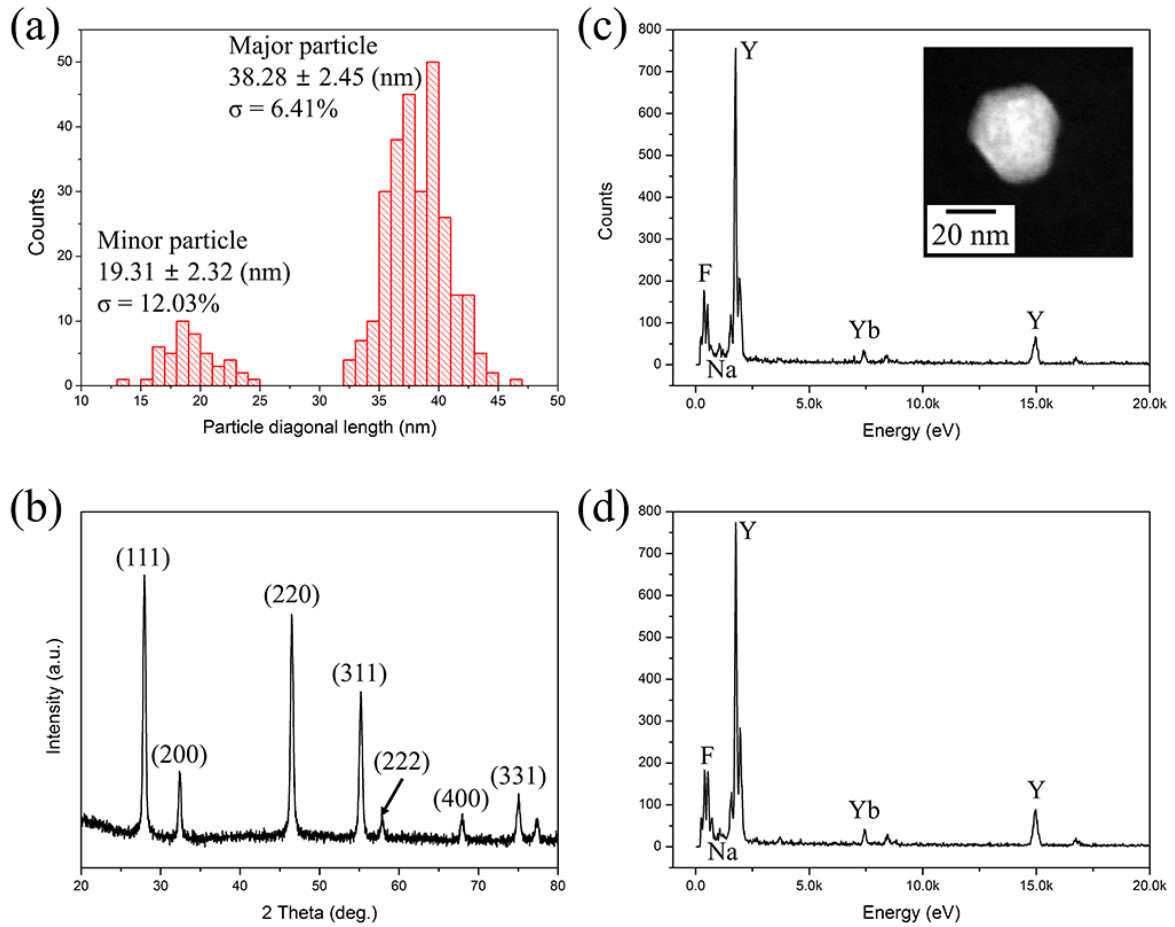 (a)
Major particle
38.28 ± 2.45 (nm)
σ = 6.41%
Minor particle
19.31 ± 2.32 (nm)
σ = 12.03%
50
40
30
20
10
0
Counts
10 15 20 25 30 35 40 45 50
Particle diagonal length (nm)
(c)
800
700
600
500
400
300
200
100
0
Counts
Y
F
Na
Yb
Y
20 nm
0.0 5.0k 10.0k 15.0k 20.0k
Energy (eV)
(b)
(111)
(200)
(220)
(311)
(222)
(400)
(331)
Intensity (a.u.)
20 30 40 50 60 70 80
2 Theta (deg.)
(d)
800
700
600
500
400
300
200
100
0
Counts
Y
F
Na
Yb
Y
0.0 5.0k 10.0k 15.0k 20.0k
Energy (eV)